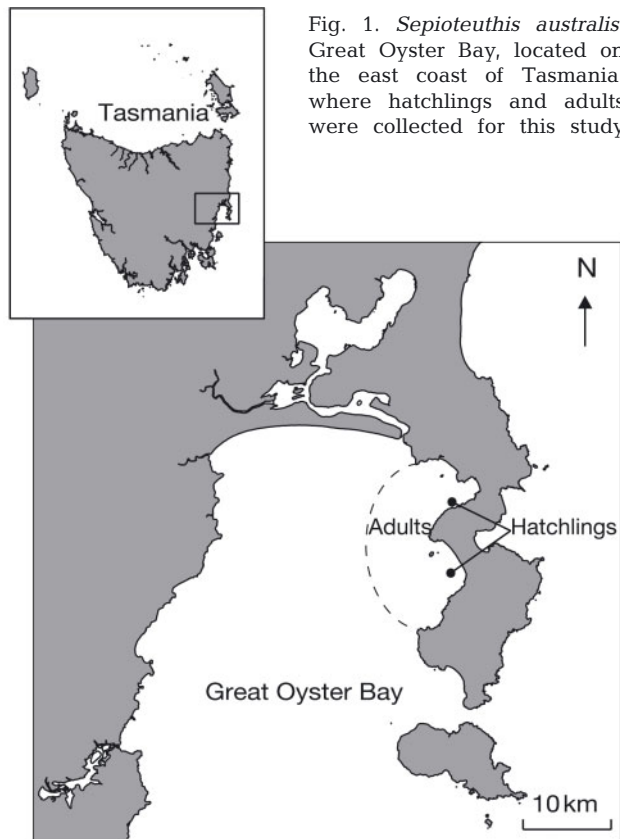 Fig. 1. Sepioteuthis australis
Great Oyster Bay, located on
the east coast of Tasmania
where hatchlings and adults
were collected for this study
Tasmania
N
Adults
Hatchlings
Great Oyster Bay
10 km